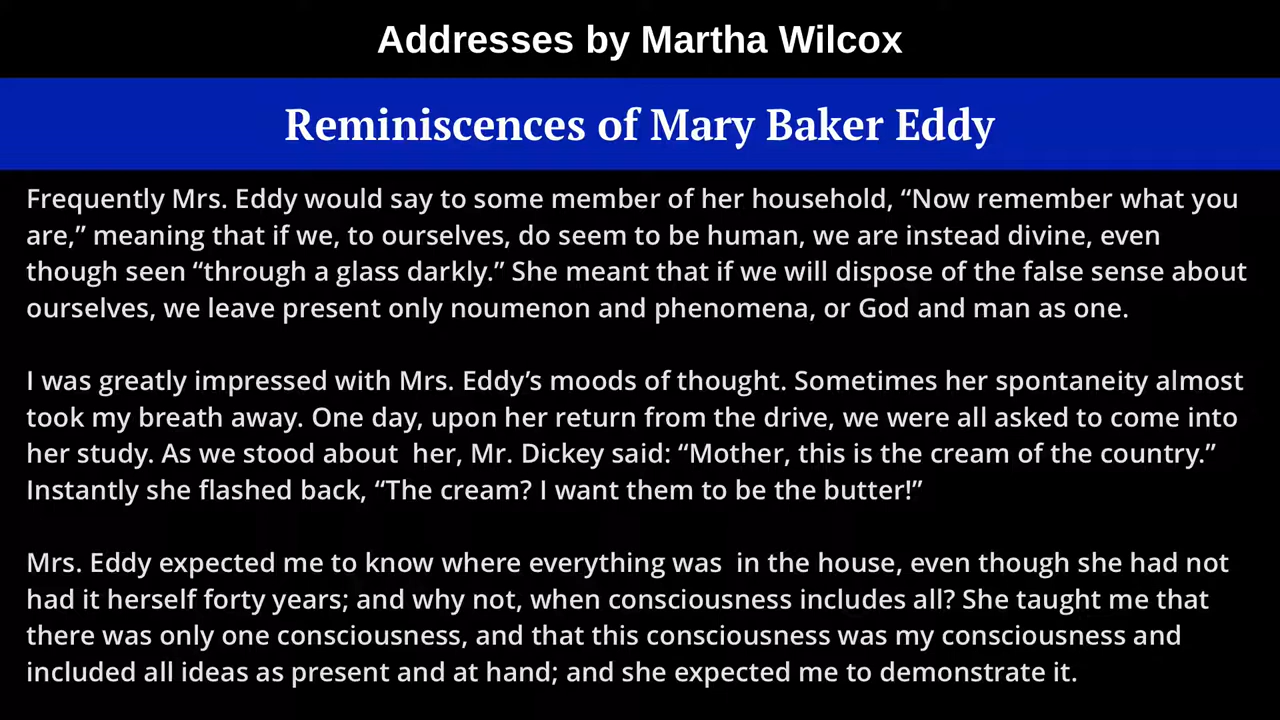 Addresses by Martha Wilcox
Reminiscences of Mary Baker Eddy
Frequently Mrs. Eddy would say to some member of her household, “Now remember what you
are,” meaning that if we, to ourselves, do seem to be human, we are instead divine, even
though seen “through a glass darkly.” She meant that if we will dispose of the false sense about
ourselves, we leave present only noumenon and phenomena, or God and man as one.
I was greatly impressed with Mrs. Eddy’s moods of thought. Sometimes her spontaneity almost
took my breath away. One day, upon her return from the drive, we were all asked to come into
her study. As we stood about  her, Mr. Dickey said: “Mother, this is the cream of the country.”
Instantly she flashed back, “The cream? I want them to be the butter!”
Mrs. Eddy expected me to know where everything was  in the house, even though she had not
had it herself forty years; and why not, when consciousness includes all? She taught me that
there was only one consciousness, and that this consciousness was my consciousness and
included all ideas as present and at hand; and she expected me to demonstrate it.